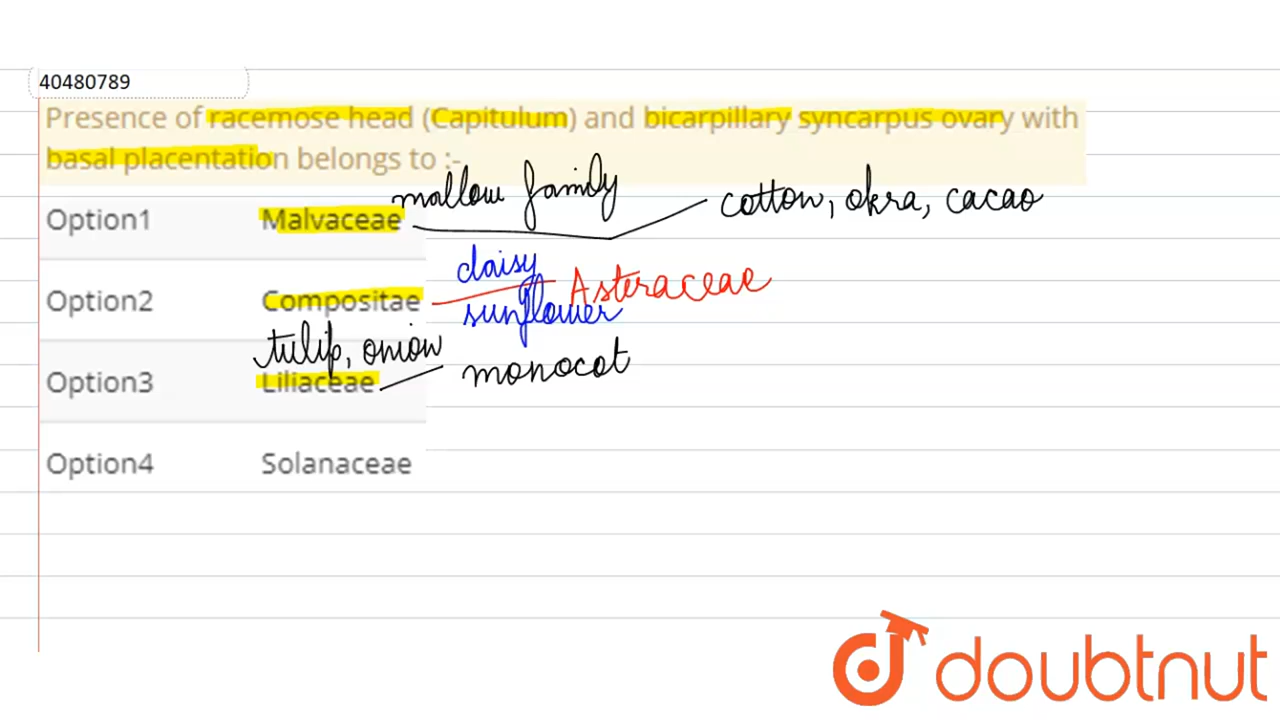 40480789
Presence of racemose head (Capitulum) and bicarpillary syncarpus ovary with
basal placentation belongs to :-
mallow family
cotton, okra, cacao
Option1 Malvaceae
daisy
Option2 Compositae
Asteraceae
sunflower
tulip, onion
Option3 Liliaceae
monocot
Option4 Solanaceae
doubtnut